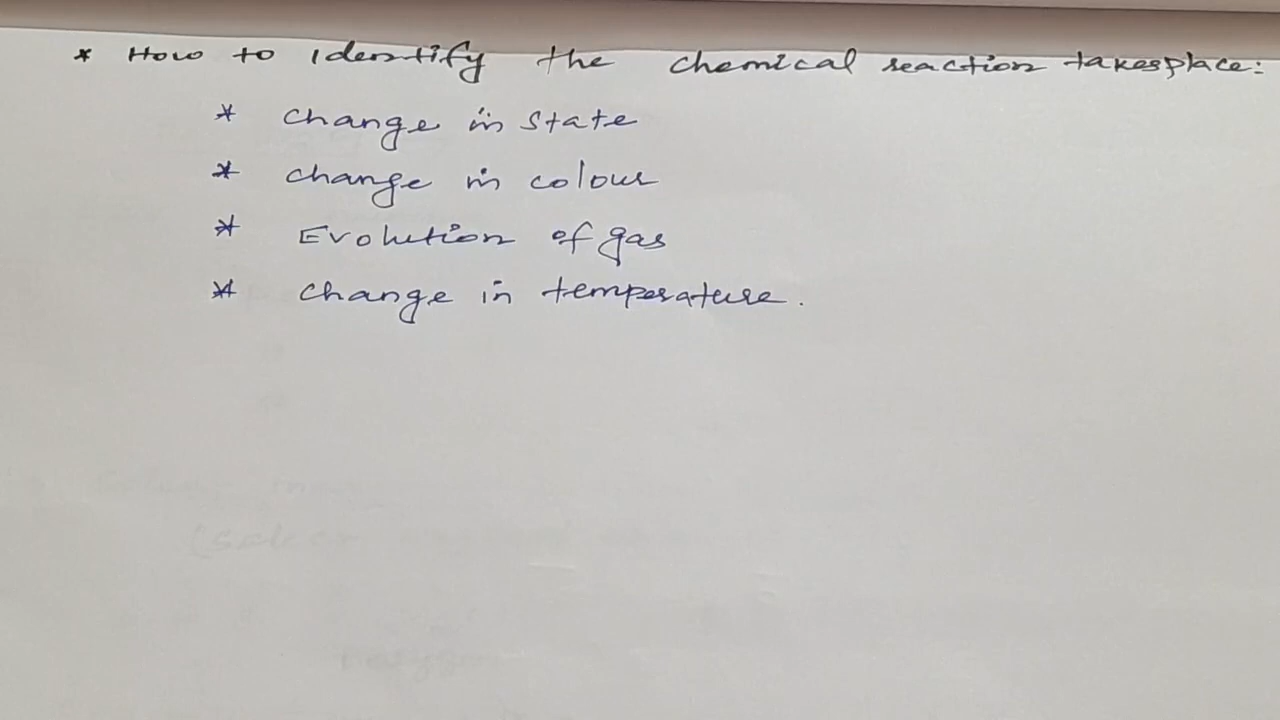 * How to Identify the chemical reaction takesplace:
* change in state
* change in colour
* Evolution of gas
* change in temperature.